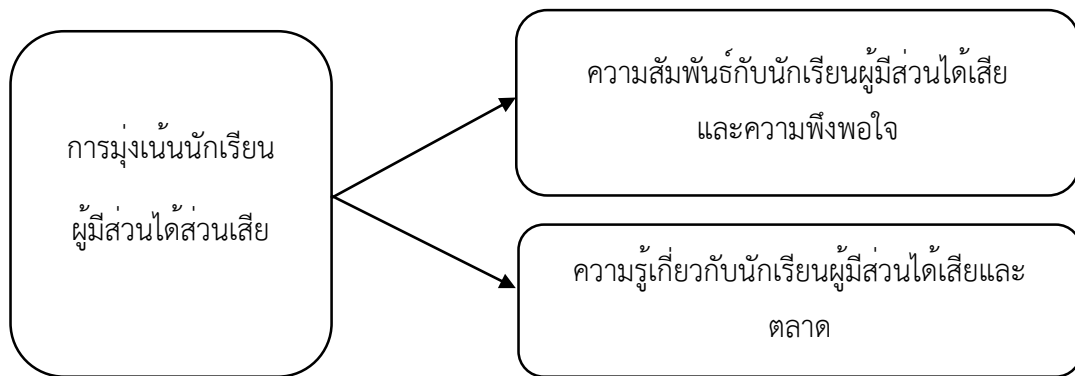 การมุ่งเน้นนักเรียน
ผู้มีส่วนได้ส่วนเสีย
ความสัมพันธ์กับนักเรียนผู้มีส่วนได้เสีย
และความพึงพอใจ
ความรู้เกี่ยวกับนักเรียนผู้มีส่วนได้เสียและ
ตลาด